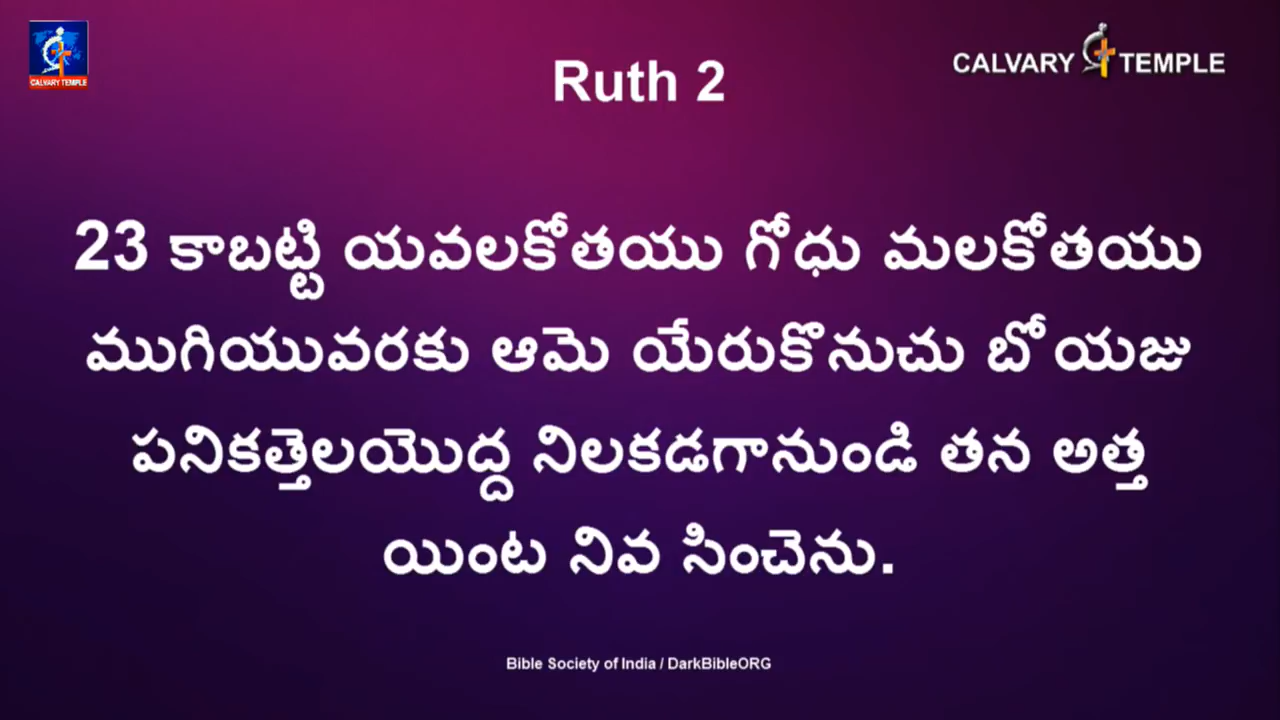 CALVARY TEMPLE
CALVARY TEMPLE
Ruth 2
23 కాబట్టి యవలకోతయు గోధు మలకోతయు
ముగియువరకు ఆమె యేరుకొనుచు బోయజు
పనికత్తెలయొద్ద నిలకడగానుండి తన అత్త
యింట నివ సించెను.
Bible Society of India / DarkBibleORG